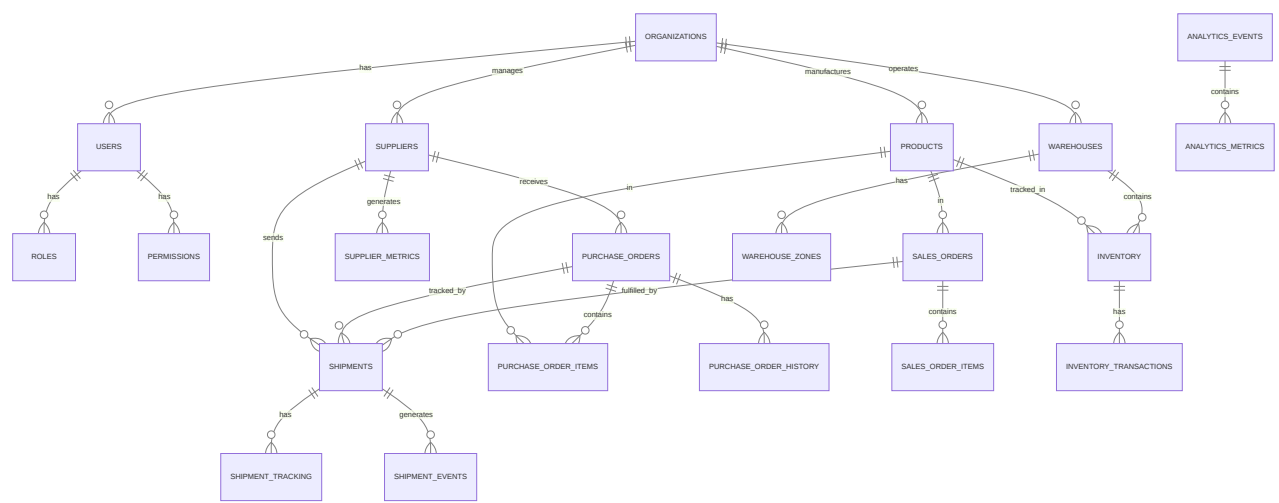 ORGANIZATIONS
ANALYTICS_EVENTS
has
manages
manufactures
operates
contains
USERS
SUPPLIERS
PRODUCTS
WAREHOUSES
ANALYTICS_METRICS
has
has
sends
generates
receives
in
has
in
tracked_in
contains
ROLES
PERMISSIONS
SUPPLIER_METRICS
PURCHASE_ORDERS
WAREHOUSE_ZONES
SALES_ORDERS
INVENTORY
tracked_by
contains
fulfilled_by
has
contains
has
SHIPMENTS
PURCHASE_ORDER_ITEMS
PURCHASE_ORDER_HISTORY
SALES_ORDER_ITEMS
INVENTORY_TRANSACTIONS
has
generates
SHIPMENT_TRACKING
SHIPMENT_EVENTS